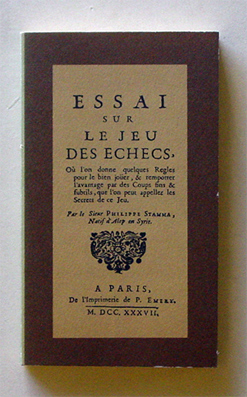 ESSAI
SUR
LE JEU
DES ECHECS,
Où l'on donne quelques Regles
pour le bien joüer, & remporter
l'avantage par des Coups fins &
subtils, que l'on peut appeller les
Secrets de ce Jeu.
Par le Sieur PHILIPPE STAMMA,
Natif d'Alep en Syrie.
A PARIS,
De l'Imprimerie de P. EMERY.
M. DCC. XXXVII,